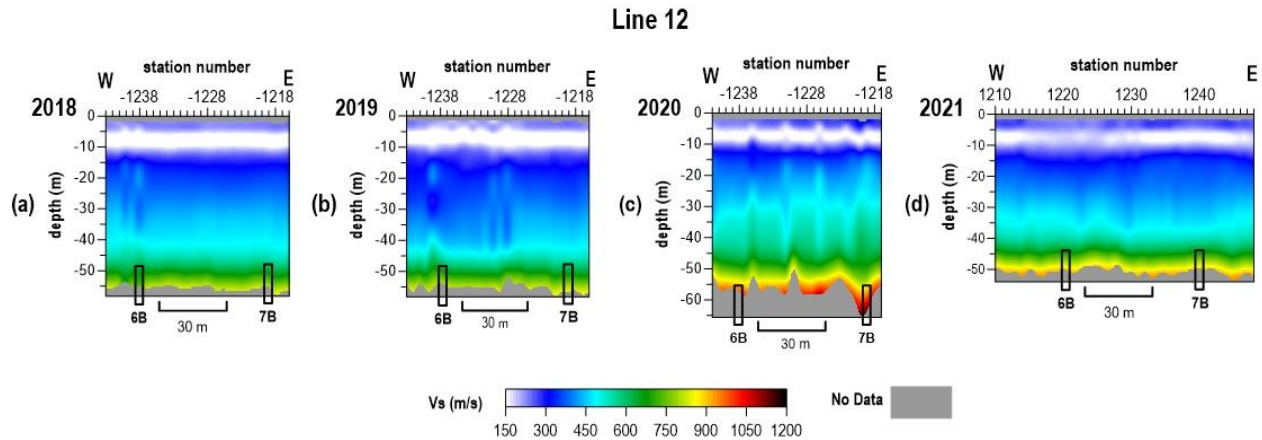 Line 12
station number
W E
-1238 -1228 -1218
2018
0
-10
-20
-30
-40
-50
depth (m)
(a)
6B 7B
30 m
station number
W E
-1238 -1228 -1218
2019
0
-10
-20
-30
-40
-50
depth (m)
(b)
6B 7B
30 m
station number
W E
-1238 -1228 -1218
2020
0
-10
-20
-30
-40
-50
-60
depth (m)
(c)
6B 7B
30 m
station number
W E
1210 1220 1230 1240
2021
0
-10
-20
-30
-40
-50
depth (m)
(d)
6B 7B
30 m
Vs (m/s)
150 300 450 600 750 900 1050 1200
No Data